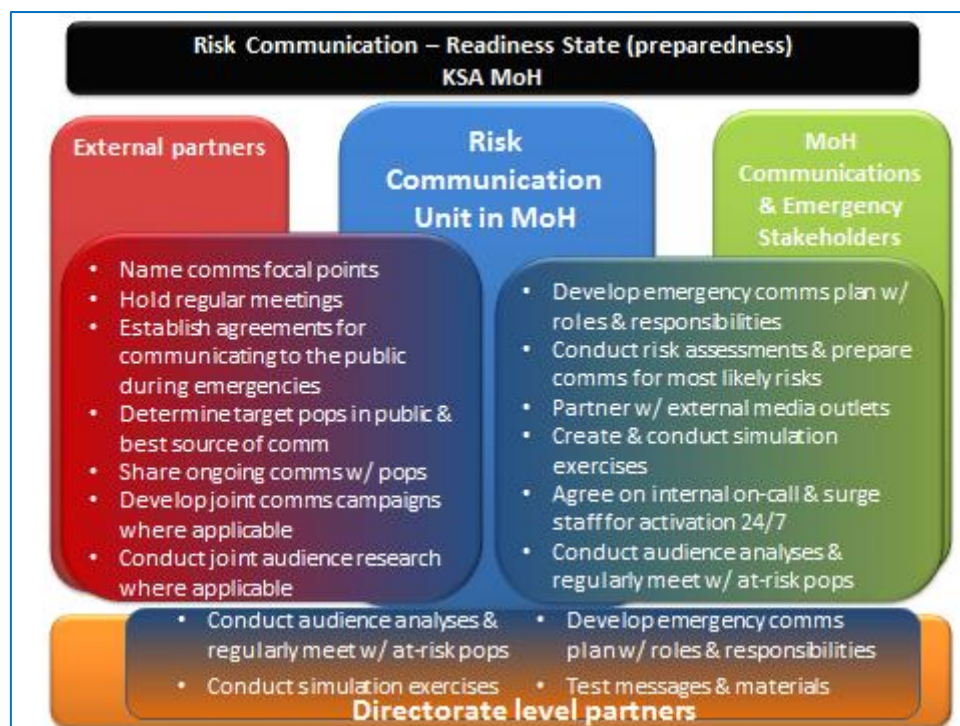 Risk Communication – Readiness State (preparedness)
KSA MoH
External partners
Risk
Communication
Unit in MoH
MoH
Communications
& Emergency
Stakeholders
• Name comms focal points
• Hold regular meetings
• Establish agreements for
communicating to the public
during emergencies
• Determine target pops in public &
best source of comm
• Share ongoing comms w/ pops
• Develop joint comms campaigns
where applicable
• Conduct joint audience research
where applicable
• Develop emergency comms plan w/
roles & responsibilities
• Conduct risk assessments & prepare
comms for most likely risks
• Partner w/ external media outlets
• Create & conduct simulation
exercises
• Agree on internal on-call & surge
staff for activation 24/7
• Conduct audience analyses &
regularly meet w/ at-risk pops
• Conduct audience analyses &
regularly meet w/ at-risk pops
• Conduct simulation exercises
• Develop emergency comms
plan w/ roles & responsibilities
• Test messages & materials
Directorate level partners